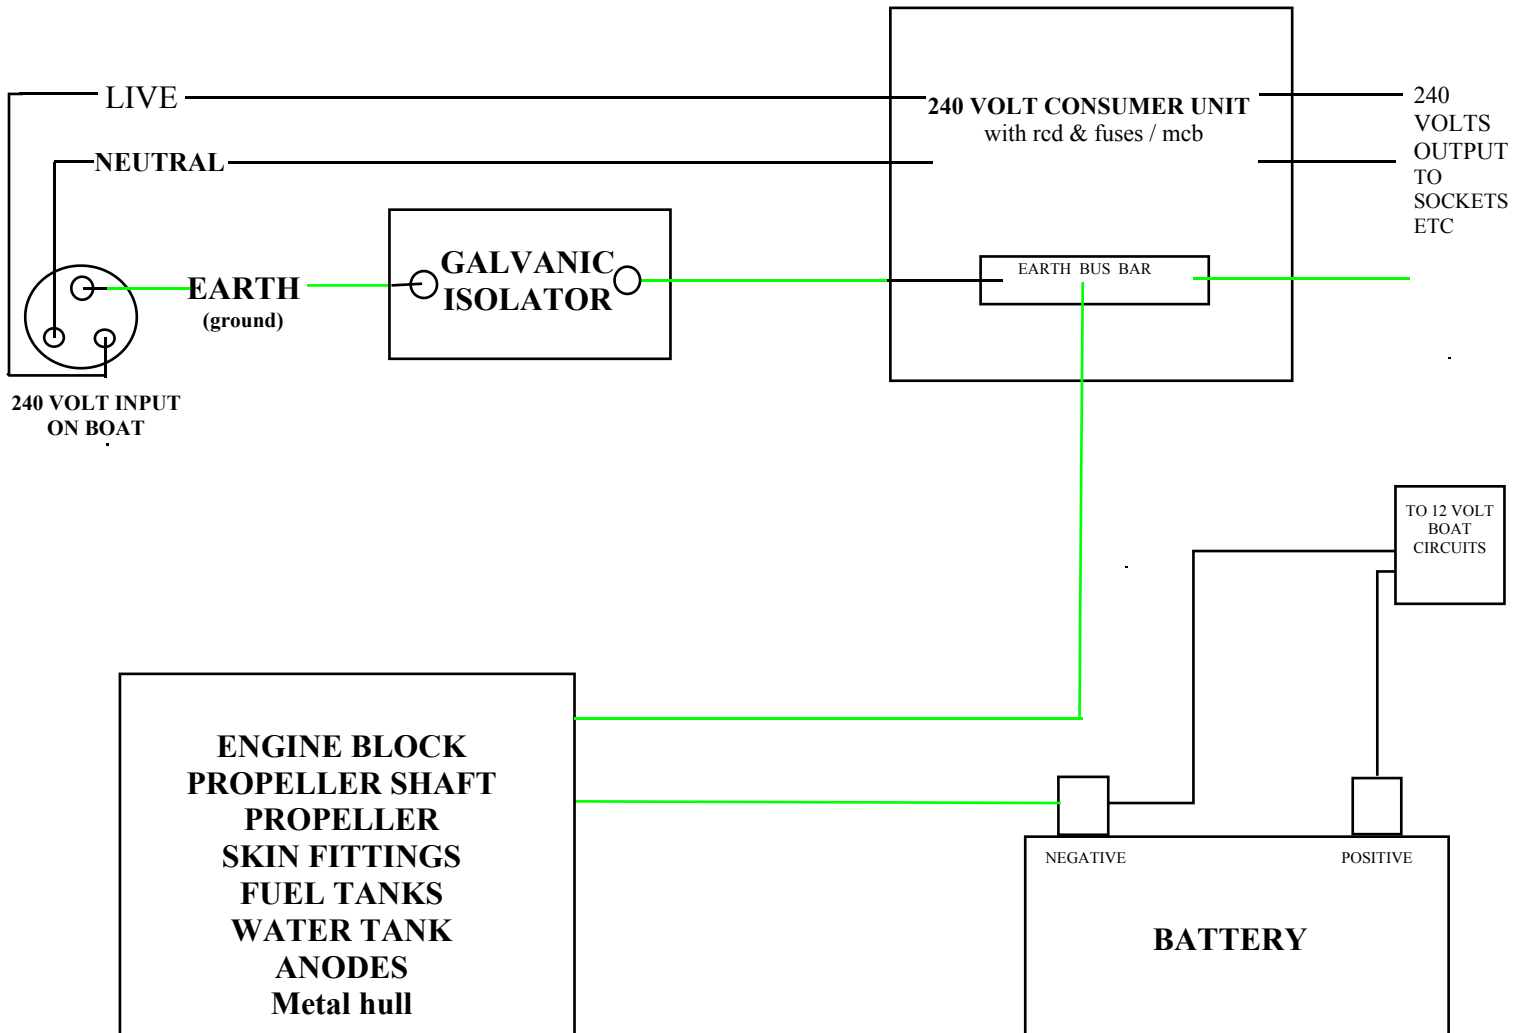 LIVE
NEUTRAL
EARTH
(ground)
240 VOLT INPUT
ON BOAT
GALVANIC
ISOLATOR
240 VOLT CONSUMER UNIT
with rcd & fuses / mcb
EARTH BUS BAR
240
VOLTS
OUTPUT
TO
SOCKETS
ETC
TO 12 VOLT
BOAT
CIRCUITS
ENGINE BLOCK
PROPELLER SHAFT
PROPELLER
SKIN FITTINGS
FUEL TANKS
WATER TANK
ANODES
Metal hull
NEGATIVE
POSITIVE
BATTERY